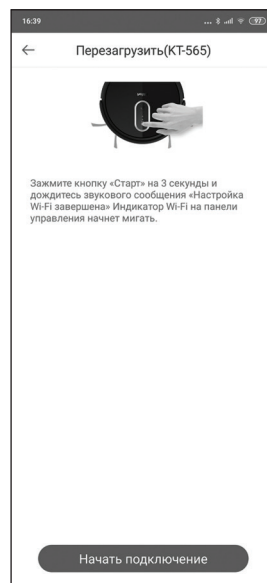 16:39
... 97
Перезагрузить(KT-565)
Зажмите кнопку «Старт» на 3 секунды и
дождитесь звукового сообщения «Настройка
Wi-Fi завершена» Индикатор Wi-Fi на панели
управления начнет мигать.
Начать подключение